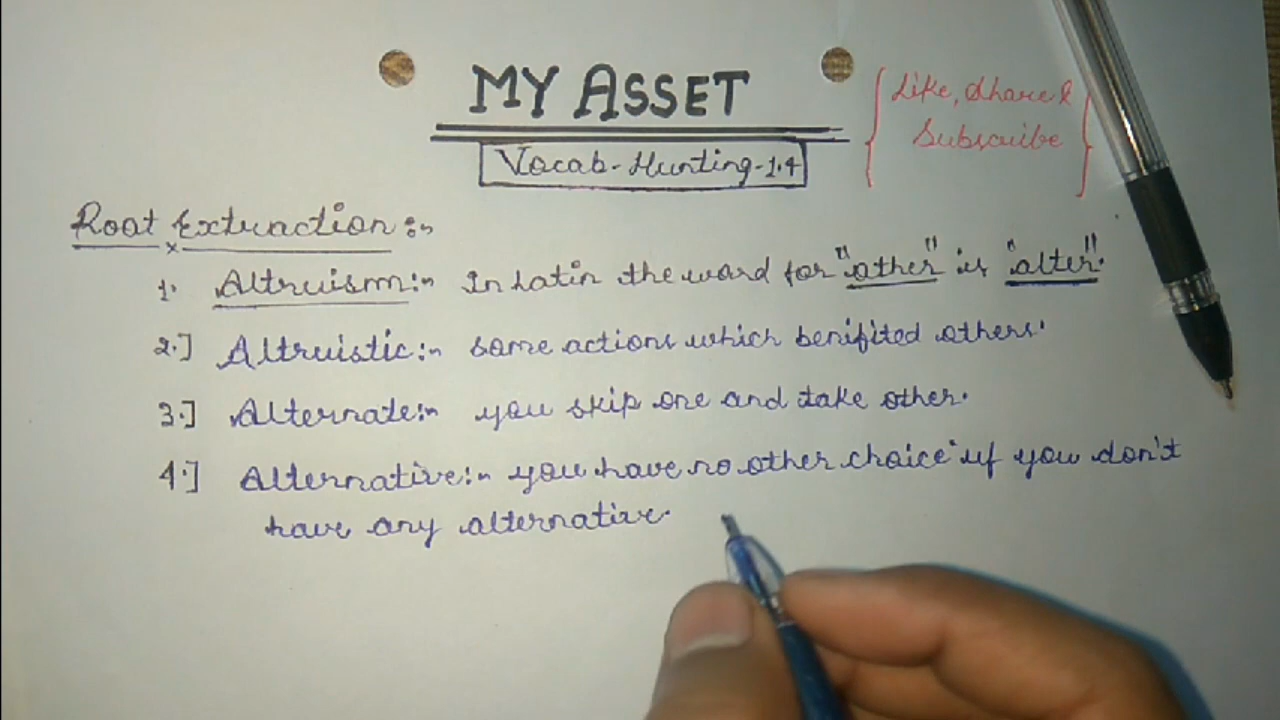 MY ASSET
Like, Share &
Subscribe
Vocab-Hunting-1.4
Root Extraction :-
1. Altruism:- In Latin the word for "other" is "alter".
2.] Altruistic:- some actions which benifited others.
3.] Alternate:- you skip one and take other.
4.] Alternative:- you have no other choice if you don't
have any alternative.